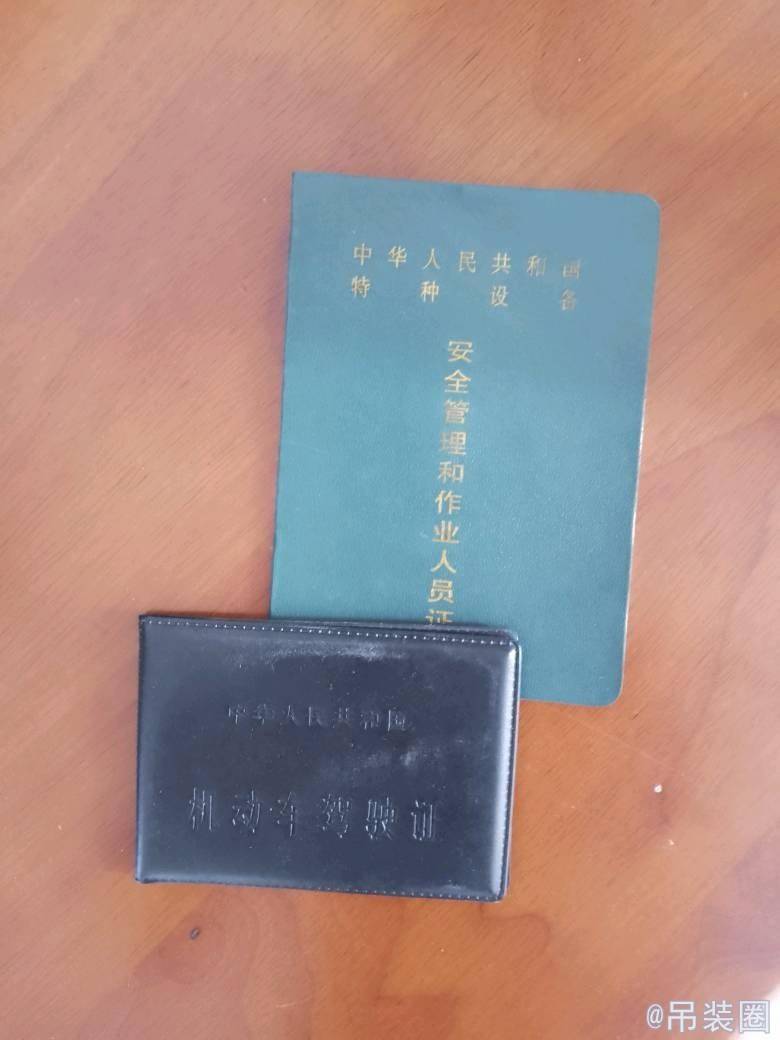 中华人民共和国
特种设备
安全管理和作业人员证
中华人民共和国
机动车驾驶证
@吊装圈